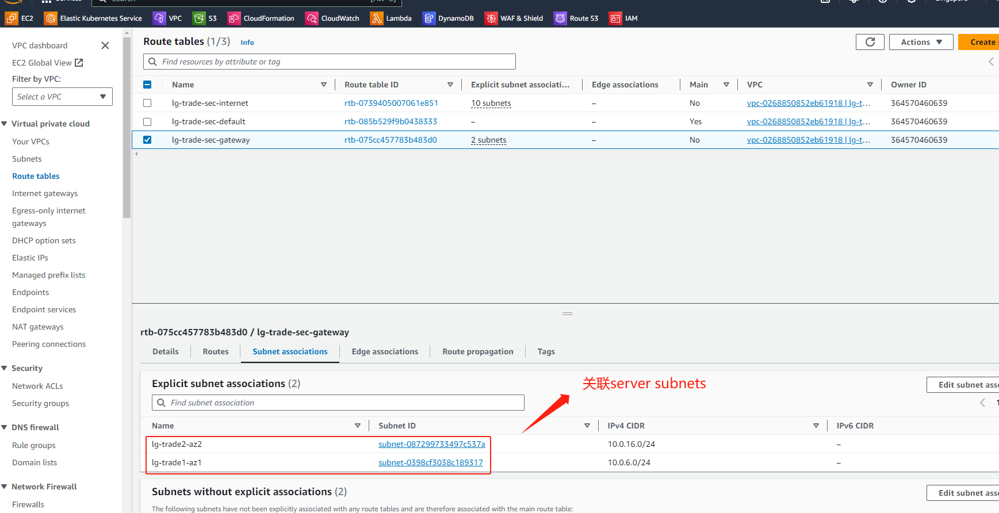 EC2 Elastic Kubernetes Service VPC S3 CloudFormation CloudWatch Lambda DynamoDB WAF & Shield Route 53 IAM
VPC dashboard
EC2 Global View
Filter by VPC:
Select a VPC
Virtual private cloud
Your VPCs
Subnets
Route tables
Internet gateways
Egress-only internet
gateways
DHCP option sets
Elastic IPs
Managed prefix lists
Endpoints
Endpoint services
NAT gateways
Peering connections
Security
Network ACLs
Security groups
DNS firewall
Rule groups
Domain lists
Network Firewall
Firewalls
Route tables (1/3) Info
Actions
Create
Find resources by attribute or tag
Name Route table ID Explicit subnet associati... Edge associations Main VPC Owner ID
lg-trade-sec-internet rtb-0739405007061e851 10 subnets – No vpc-0268850852eb61918 | lg-t... 364570460639
lg-trade-sec-default rtb-085b529f9b0438333 – – Yes vpc-0268850852eb61918 | lg-t... 364570460639
lg-trade-sec-gateway rtb-075cc457783b483d0 2 subnets – No vpc-0268850852eb61918 | lg-t... 364570460639
rtb-075cc457783b483d0 / lg-trade-sec-gateway
Details Routes Subnet associations Edge associations Route propagation Tags
Explicit subnet associations (2)
关联server subnets
Edit subnet
Find subnet association
Name Subnet ID IPv4 CIDR IPv6 CIDR
lg-trade2-az2 subnet-087299733497c537a 10.0.16.0/24 –
lg-trade1-az1 subnet-0398cf3038c189317 10.0.6.0/24 –
Subnets without explicit associations (2)
Edit subnet
The following subnets have not been explicitly associated with any route tables and are therefore associated with the main route table: